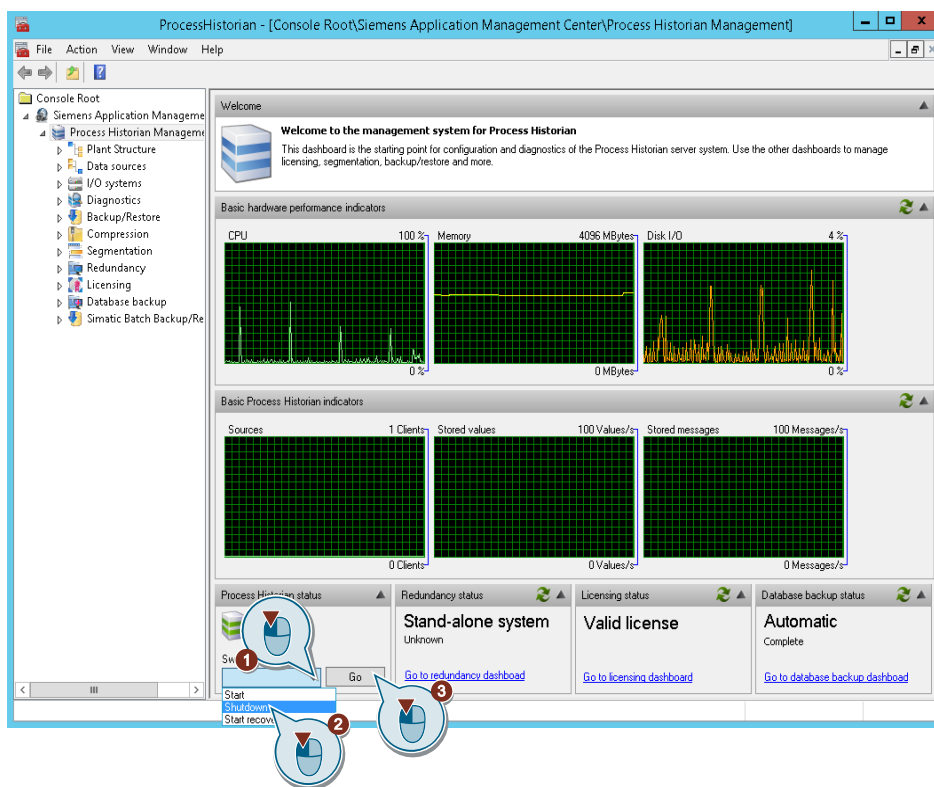 ProcessHistorian - [Console Root\Siemens Application Management Center\Process Historian Management]
File Action View Window Help
Console Root
Siemens Application Manageme
Process Historian Manageme
Plant Structure
Data sources
I/O systems
Diagnostics
Backup/Restore
Compression
Segmentation
Redundancy
Licensing
Database backup
Simatic Batch Backup/Re
Welcome
Welcome to the management system for Process Historian
This dashboard is the starting point for configuration and diagnostics of the Process Historian server system. Use the other dashboards to manage
licensing, segmentation, backup/restore and more.
Basic hardware performance indicators
CPU 100 %
0 %
Memory 4096 MBytes
0 MBytes
Disk I/O 4 %
0 %
Basic Process Historian indicators
Sources 1 Clients
0 Clients
Stored values 100 Values/s
0 Values/s
Stored messages 100 Messages/s
0 Messages/s
Process Historian status
Sw
1
Go
Start
Shutdown
Start recove
2
3
Redundancy status
Stand-alone system
Unknown
Go to redundancy dashboad
Licensing status
Valid license
Go to licensing dashboard
Database backup status
Automatic
Complete
Go to database backup dashboad